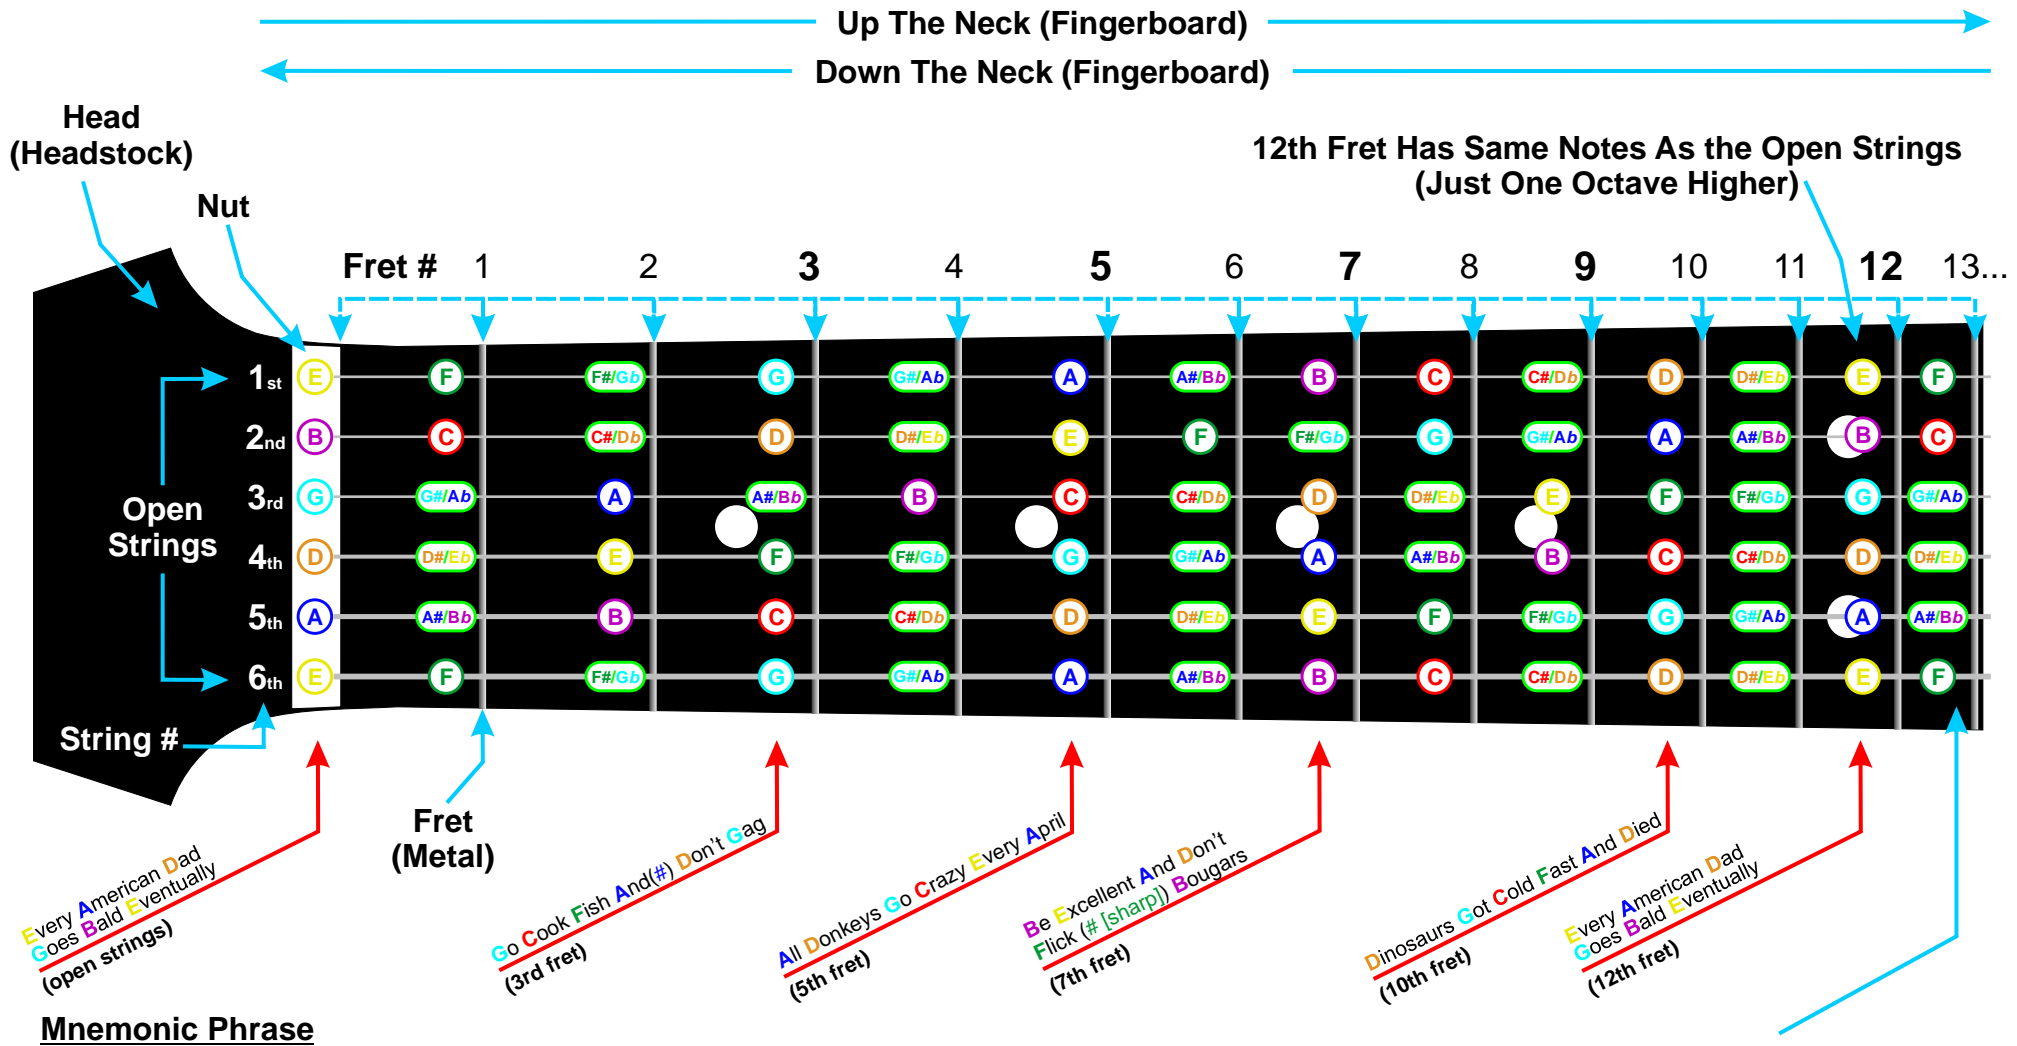 Up The Neck (Fingerboard)
Down The Neck (Fingerboard)
Head
(Headstock)
12th Fret Has Same Notes As the Open Strings
(Just One Octave Higher)
Nut
Fret # 1 2 3 4 5 6 7 8 9 10 11 12 13...
1st E F F#/Gb G G#/Ab A A#/Bb B C C#/Db D D#/Eb E F
2nd B C C#/Db D D#/Eb E F F#/Gb G G#/Ab A A#/Bb B C
3rd G G#/Ab A A#/Bb B C C#/Db D D#/Eb E F F#/Gb G G#/Ab
Open
Strings
4th D D#/Eb E F F#/Gb G G#/Ab A A#/Bb B C C#/Db D D#/Eb
5th A A#/Bb B C C#/Db D D#/Eb E F F#/Gb G G#/Ab A A#/Bb
6th E F F#/Gb G G#/Ab A A#/Bb B C C#/Db D D#/Eb E F
String #
Fret
(Metal)
Every American Dad
Goes Bald Eventually
(open strings)
Go Cook Fish And(#) Don't Gag
(3rd fret)
All Donkeys Go Crazy Every April
(5th fret)
Be Excellent And Don't
Flick (# [sharp]) Bougars
(7th fret)
Dinosaurs Got Cold Fast And Died
(10th fret)
Every American Dad
Goes Bald Eventually
(12th fret)
Mnemonic Phrase